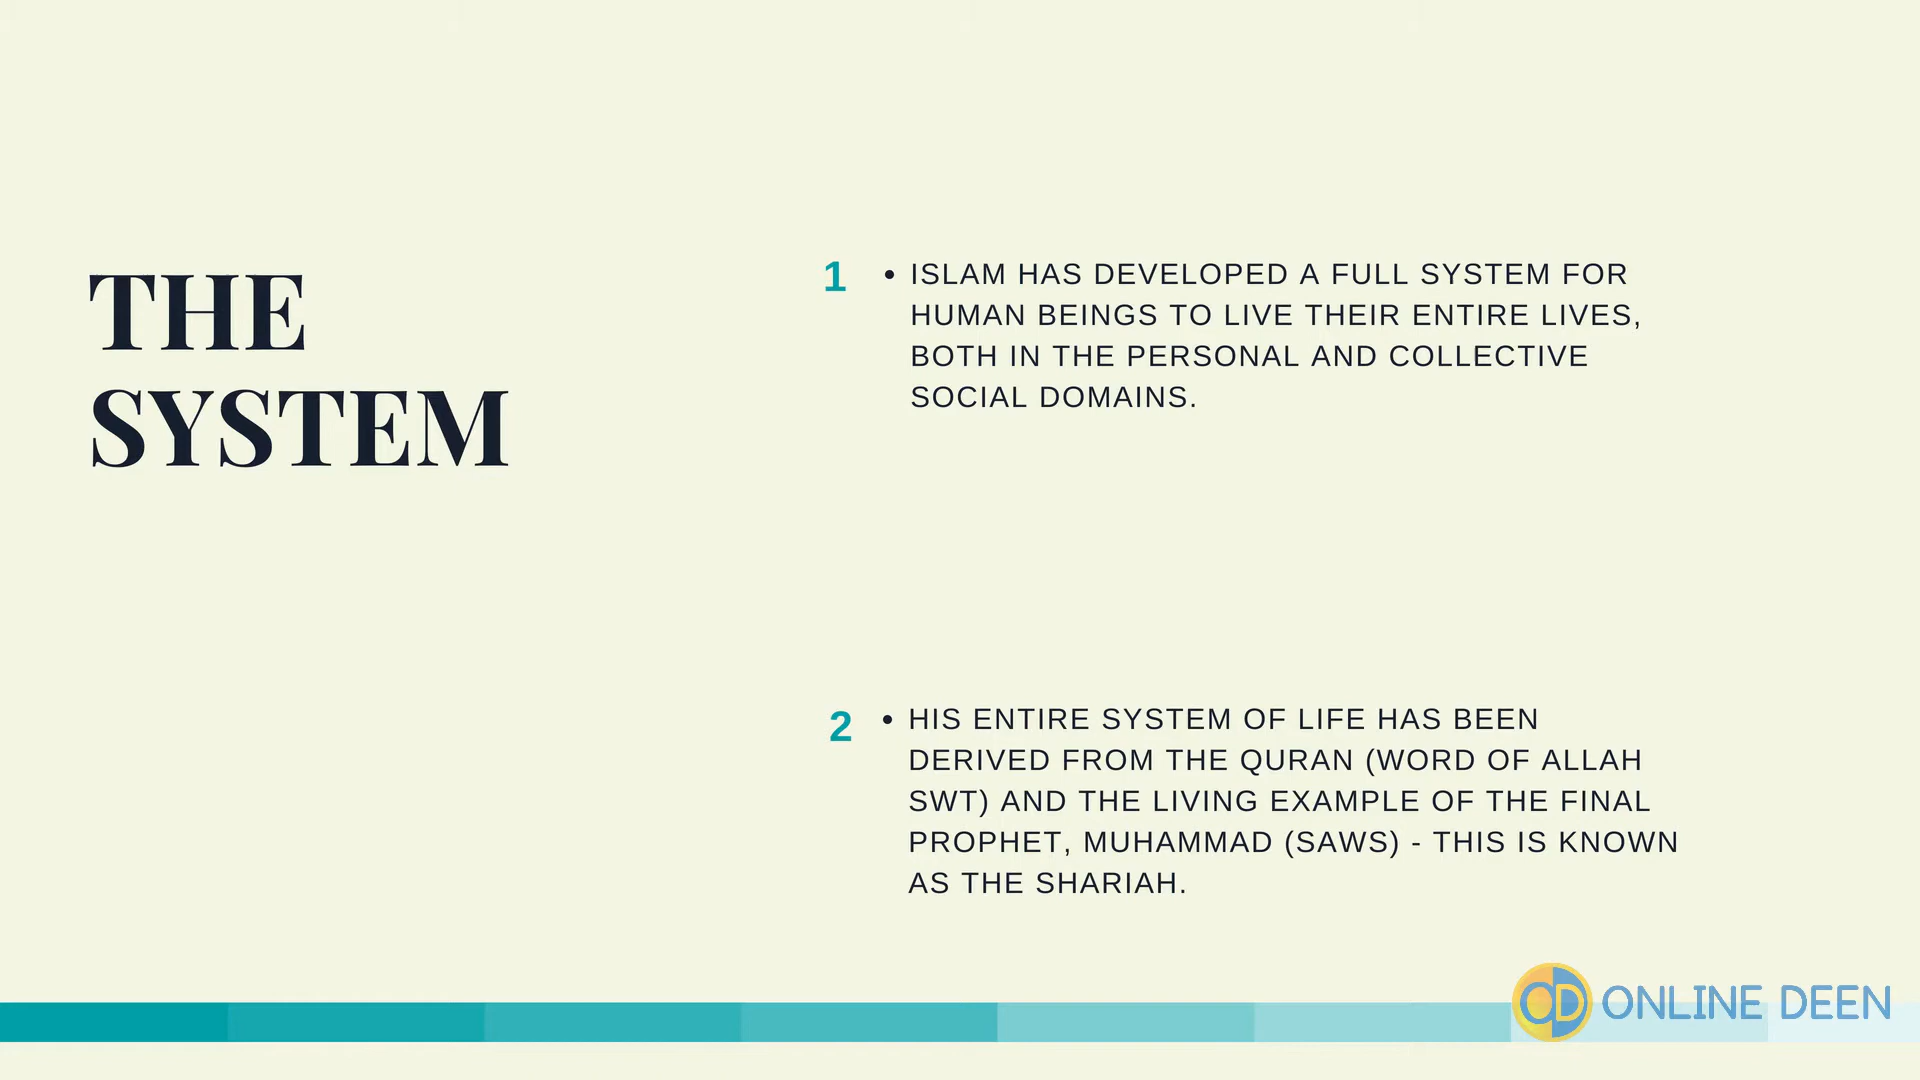 THE
SYSTEM
1
• ISLAM HAS DEVELOPED A FULL SYSTEM FOR
HUMAN BEINGS TO LIVE THEIR ENTIRE LIVES,
BOTH IN THE PERSONAL AND COLLECTIVE
SOCIAL DOMAINS.
2
• HIS ENTIRE SYSTEM OF LIFE HAS BEEN
DERIVED FROM THE QURAN (WORD OF ALLAH
SWT) AND THE LIVING EXAMPLE OF THE FINAL
PROPHET, MUHAMMAD (SAWS) - THIS IS KNOWN
AS THE SHARIAH.
OD ONLINE DEEN